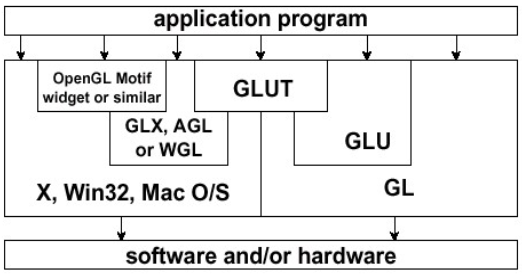 application program
OpenGL Motif
widget or similar
GLUT
GLX, AGL
or WGL
GLU
X, Win32, Mac O/S
GL
software and/or hardware